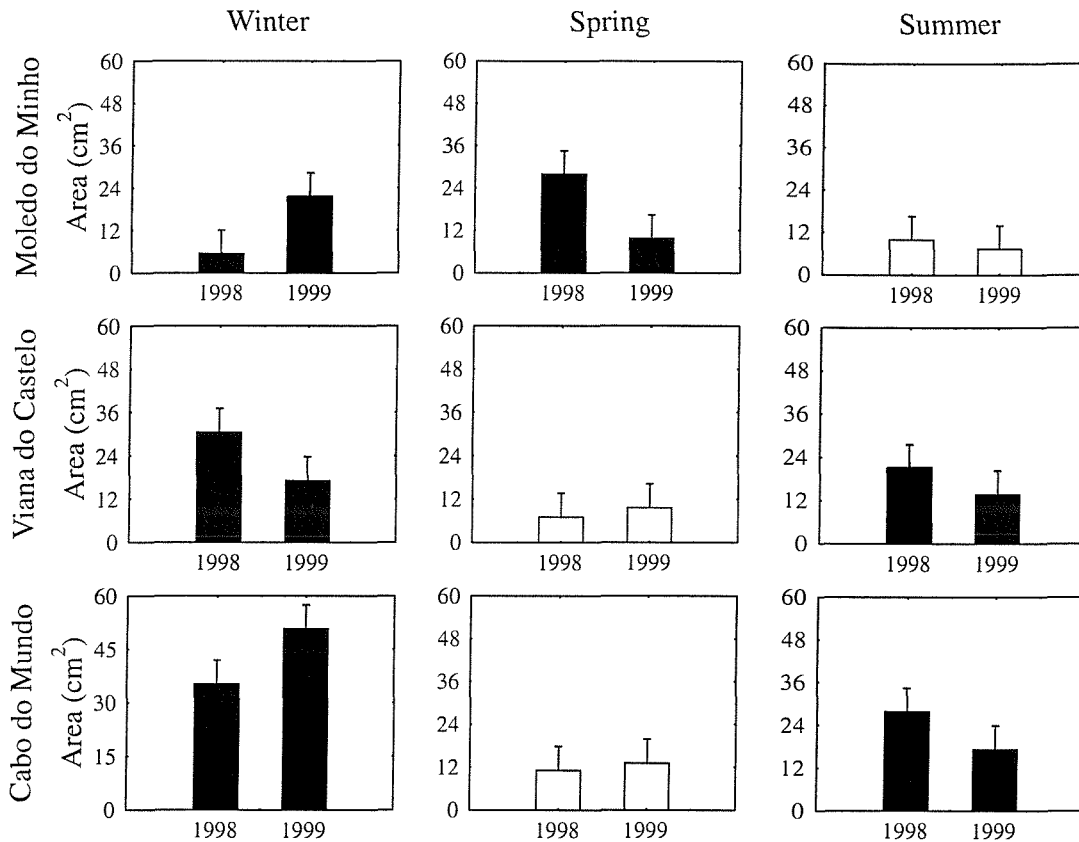 Winter Spring Summer
Moledo do Minho
Area (cm²)
60 48 36 24 12 0
1998 1999
60 48 36 24 12 0
1998 1999
60 48 36 24 12 0
1998 1999
Viana do Castelo
Area (cm²)
60 48 36 24 12 0
1998 1999
60 48 36 24 12 0
1998 1999
60 48 36 24 12 0
1998 1999
Cabo do Mundo
Area (cm²)
60 45 30 15 0
1998 1999
60 48 36 24 12 0
1998 1999
60 48 36 24 12 0
1998 1999